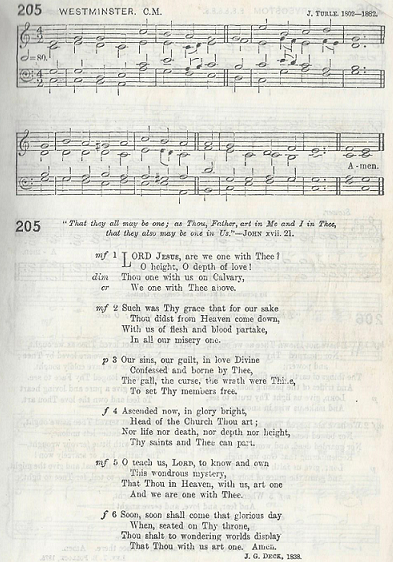 205 WESTMINSTER. C.M. J. TURLE. 1802—1882.
= 80.
A-men.
205 "That they all may be one; as Thou, Father, art in Me and I in Thee,
that they also may be one in Us."—JOHN xvii. 21.
mf 1 LORD JESUS, are we one with Thee?
O height, O depth of love!
dim Thou one with us on Calvary,
cr We one with Thee above.
mf 2 Such was Thy grace that for our sake
Thou didst from Heaven come down,
With us of flesh and blood partake,
In all our misery one.
p 3 Our sins, our guilt, in love Divine
Confessed and borne by Thee,
The gall, the curse, the wrath were Thine,
To set Thy members free.
f 4 Ascended now, in glory bright,
Head of the Church Thou art;
Nor life nor death, nor depth nor height,
Thy saints and Thee can part.
mf 5 O teach us, LORD, to know and own
This wondrous mystery,
That Thou in Heaven, with us, art one
And we are one with Thee.
f 6 Soon, soon shall come that glorious day
When, seated on Thy throne,
Thou shalt to wondering worlds display
That Thou with us art one. Amen.
J. G. DECK, 1838.